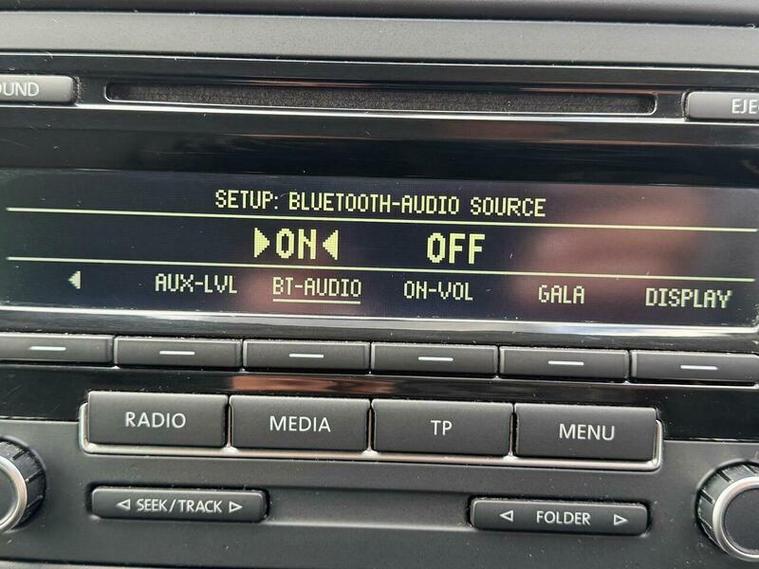 OUND EJE
SETUP: BLUETOOTH-AUDIO SOURCE
ON OFF
AUX-LVL BT-AUDIO ON-VOL GALA DISPLAY
RADIO MEDIA TP MENU
SEEK/TRACK FOLDER